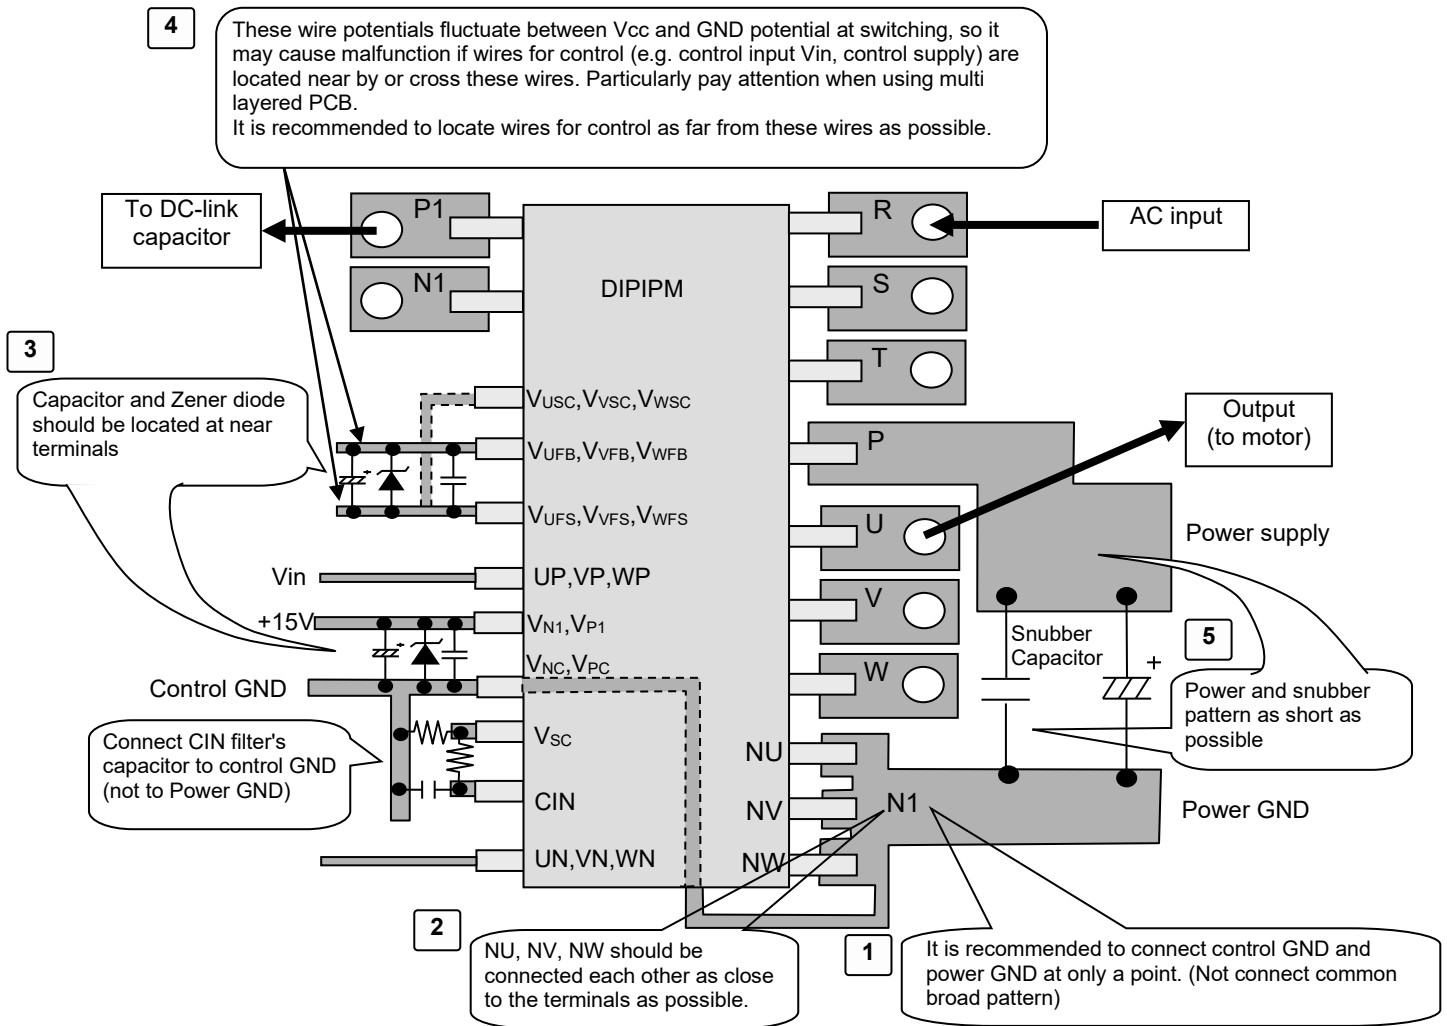 4
These wire potentials fluctuate between Vcc and GND potential at switching, so it
may cause malfunction if wires for control (e.g. control input Vin, control supply) are
located near by or cross these wires. Particularly pay attention when using multi
layered PCB.
It is recommended to locate wires for control as far from these wires as possible.
To DC-link
capacitor
P1
N1
DIPIPM
R
S
T
AC input
3
Capacitor and Zener diode
should be located at near
terminals
VUSC,VVSC,VWSC
VUFB,VVFB,VWFB
VUFS,VVFS,VWFS
P
Output
(to motor)
U
Power supply
Vin
UP,VP,WP
V
+15V
VN1,VP1
Snubber
Capacitor
+
5
VNC,VPC
W
Control GND
Power and snubber
pattern as short as
possible
Connect CIN filter's
capacitor to control GND
(not to Power GND)
VSC
NU
CIN
NV
N1
Power GND
UN,VN,WN
NW
2
NU, NV, NW should be
connected each other as close
to the terminals as possible.
1
It is recommended to connect control GND and
power GND at only a point. (Not connect common
broad pattern)